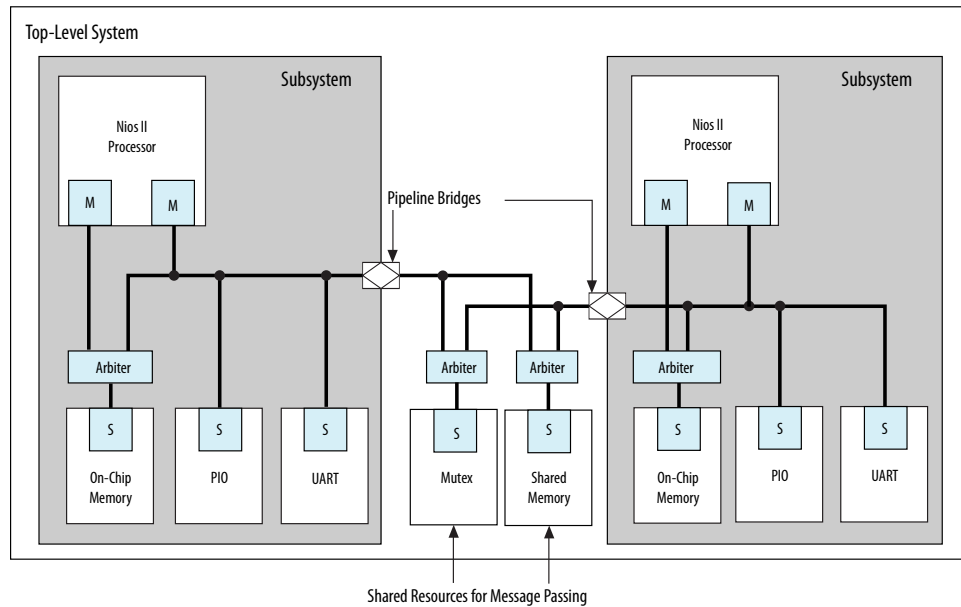 Top-Level System
Subsystem
Nios II
Processor
M
M
Arbiter
S
On-Chip
Memory
S
PIO
S
UART
Pipeline Bridges
Arbiter
Arbiter
S
Mutex
S
Shared
Memory
Shared Resources for Message Passing
Subsystem
Nios II
Processor
M
M
Arbiter
S
On-Chip
Memory
S
PIO
S
UART